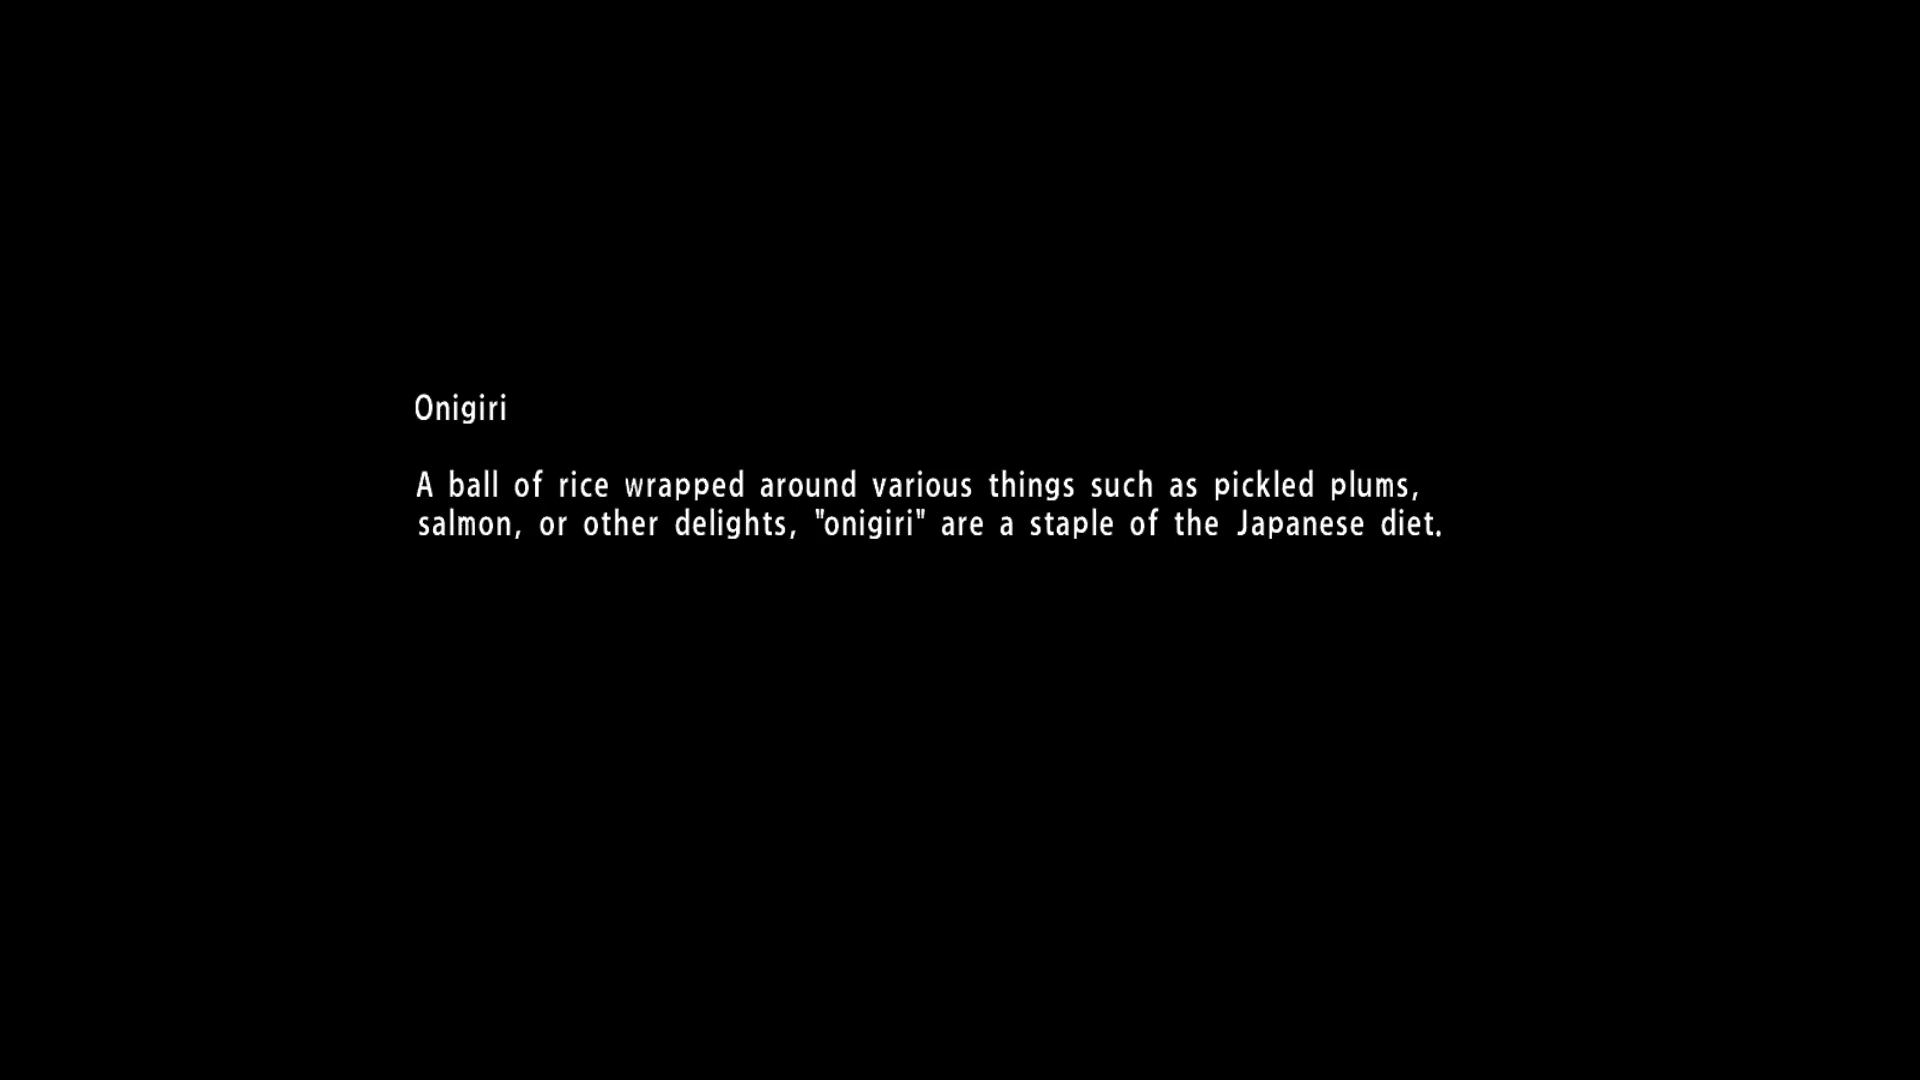 Onigiri
A ball of rice wrapped around various things such as pickled plums,
salmon, or other delights, "onigiri" are a staple of the Japanese diet.